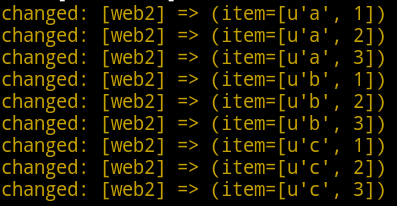 changed: [web2] => (item=[u'a', 1])
changed: [web2] => (item=[u'a', 2])
changed: [web2] => (item=[u'a', 3])
changed: [web2] => (item=[u'b', 1])
changed: [web2] => (item=[u'b', 2])
changed: [web2] => (item=[u'b', 3])
changed: [web2] => (item=[u'c', 1])
changed: [web2] => (item=[u'c', 2])
changed: [web2] => (item=[u'c', 3])